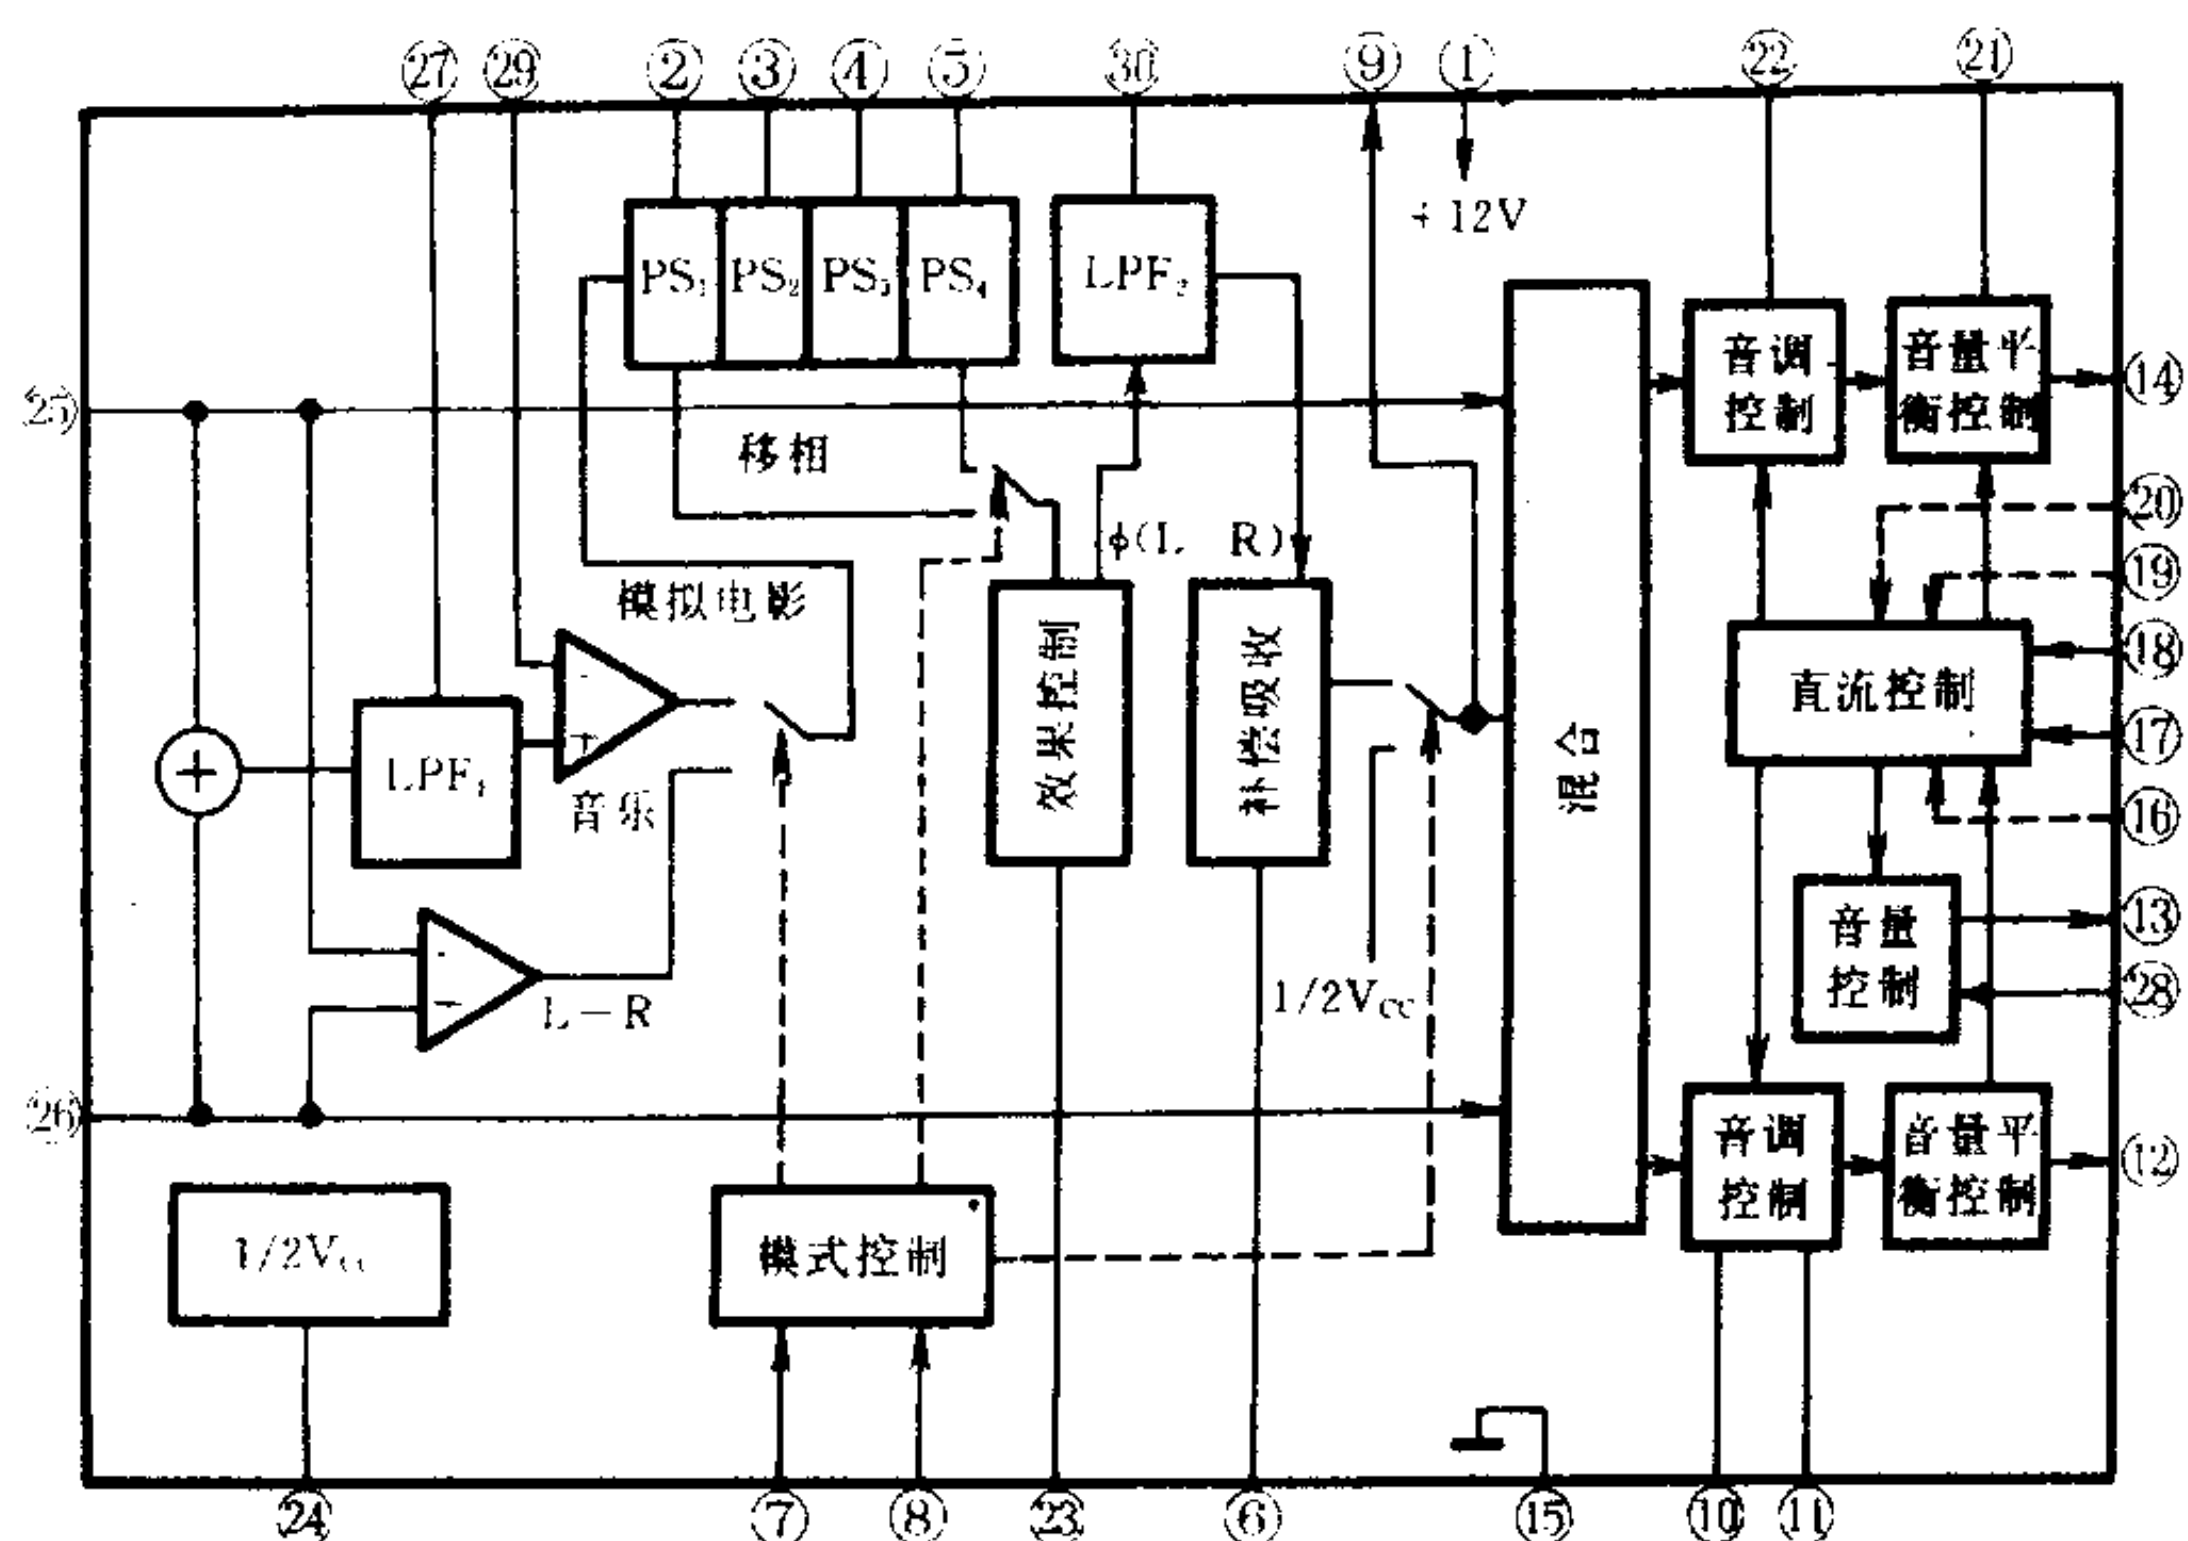 ㉗ ㉙ ② ③ ④ ⑤ ㉚ ⑨ ① ㉒ ㉑
+12V
PS₁ PS₂ PS₃ PS₄
LPF₂
音调
控制
音量平
衡控制
⑭
㉕
移相
⑳
φ(L R)
⑲
模拟电影
⑱
直流控制
效果控制
补偿吸收
混合
⑰
LPF₁
音乐
⑯
音量
控制
⑬
㉘
L-R
1/2Vcc
㉖
音调
控制
音量平
衡控制
⑫
1/2Vcc
模式控制
㉔ ⑦ ⑧ ㉓ ⑥ ⑮ ⑩ ⑪